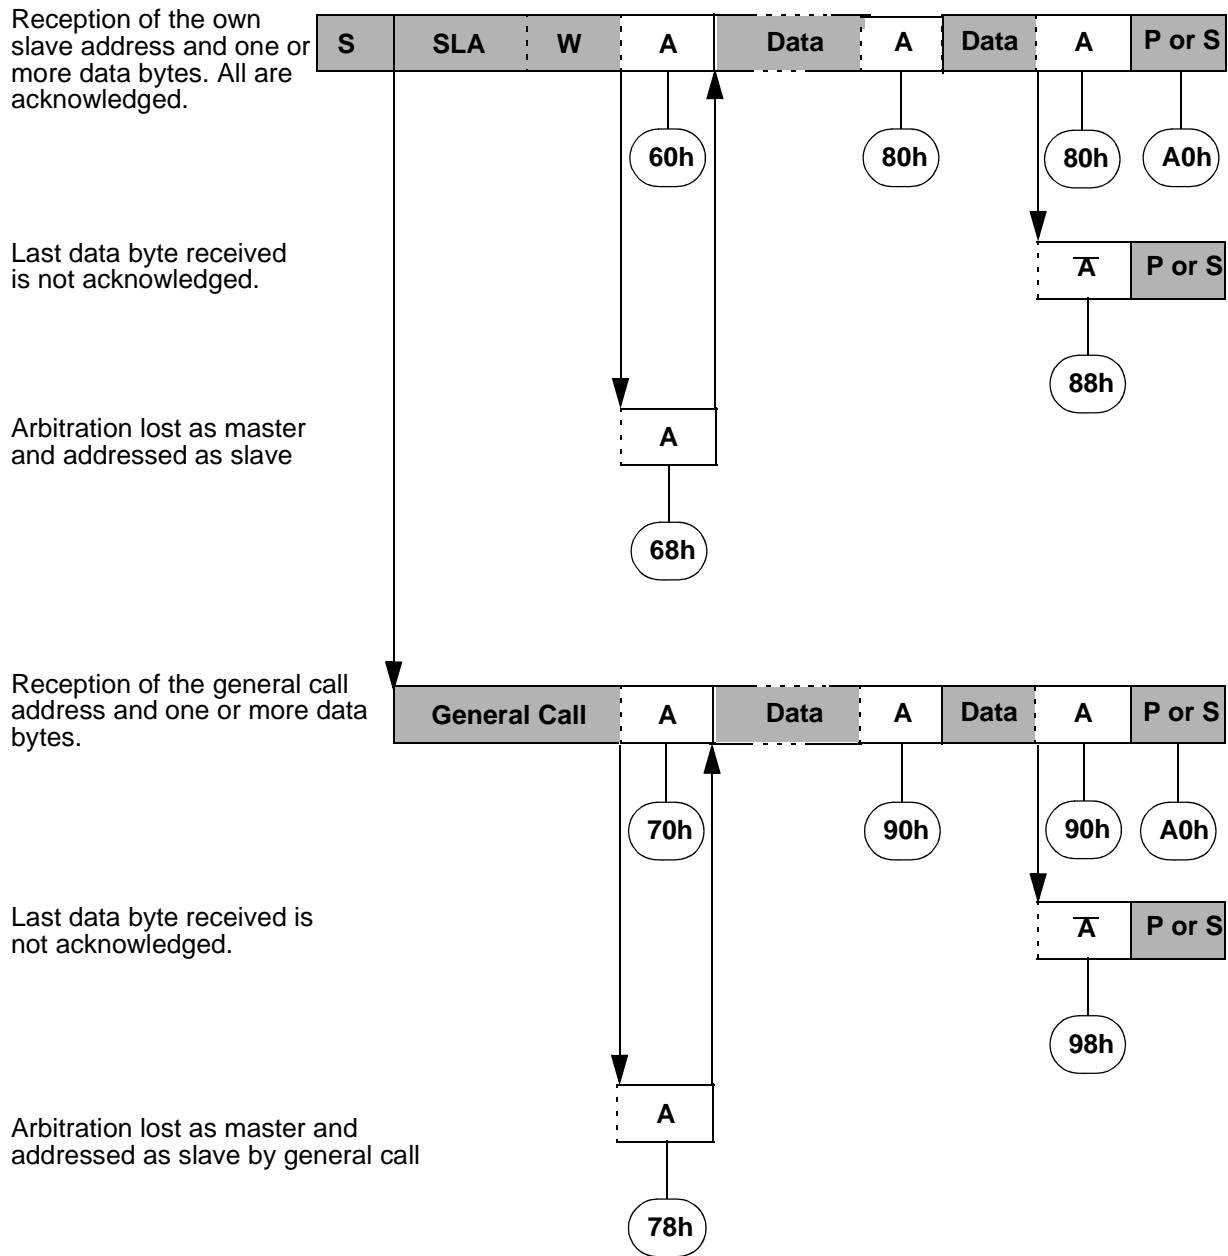 Reception of the own
slave address and one or
more data bytes. All are
acknowledged.
S SLA W A Data A Data A P or S
60h 80h 80h A0h
Last data byte received
is not acknowledged.
A̅ P or S
88h
Arbitration lost as master
and addressed as slave
A
68h
Reception of the general call
address and one or more data
bytes.
General Call A Data A Data A P or S
70h 90h 90h A0h
Last data byte received is
not acknowledged.
A̅ P or S
98h
Arbitration lost as master and
addressed as slave by general call
A
78h